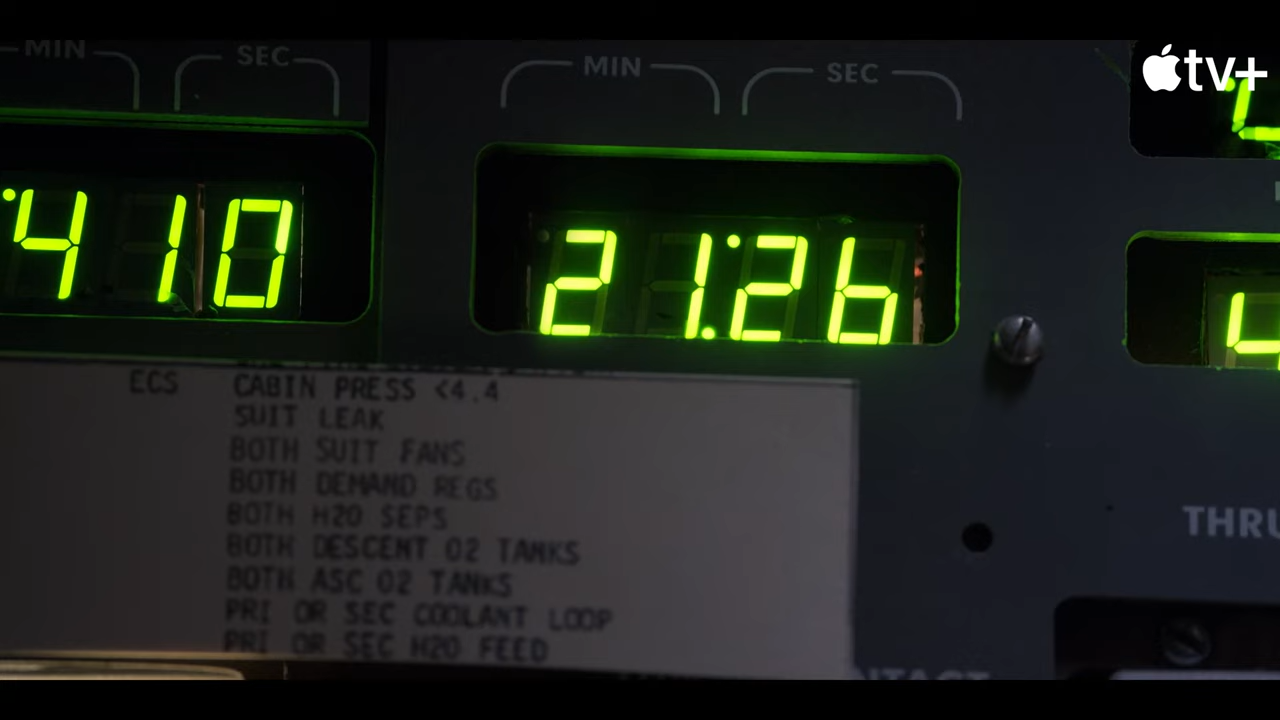 MIN SEC
MIN SEC
tv+
410
21:26
4
ECS CABIN PRESS <4.4
SUIT LEAK
BOTH SUIT FANS
BOTH DEMAND REGS
BOTH H2O SEPS
BOTH DESCENT O2 TANKS
BOTH ASC O2 TANKS
PRI OR SEC COOLANT LOOP
PRI OR SEC H2O FEED
THRU